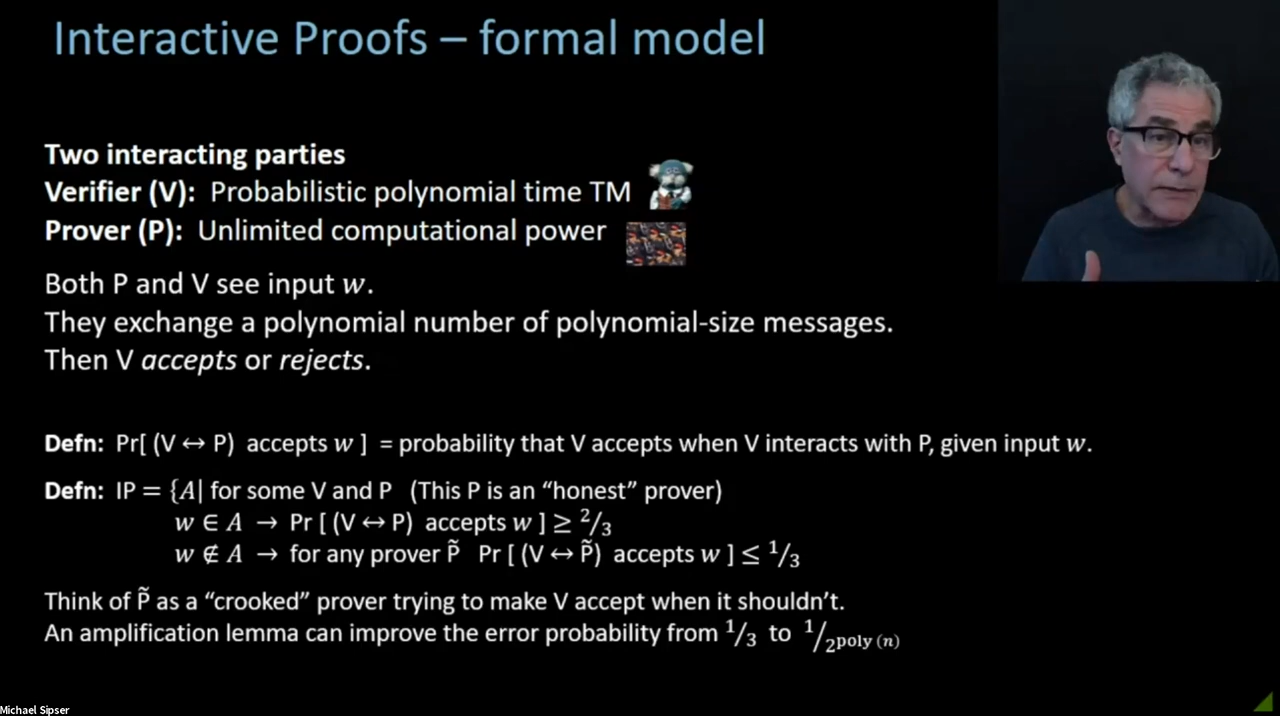 Interactive Proofs – formal model
Two interacting parties
Verifier (V): Probabilistic polynomial time TM
Prover (P): Unlimited computational power
Both P and V see input w.
They exchange a polynomial number of polynomial-size messages.
Then V accepts or rejects.
Defn: Pr[ (V ↔ P) accepts w ] = probability that V accepts when V interacts with P, given input w.
Defn: IP = {A| for some V and P (This P is an “honest” prover)
w ∈ A → Pr [ (V ↔ P) accepts w ] ≥ 2/3
w ∉ A → for any prover P̃ Pr [ (V ↔ P̃) accepts w ] ≤ 1/3
Think of P̃ as a “crooked” prover trying to make V accept when it shouldn’t.
An amplification lemma can improve the error probability from 1/3 to 1/2^poly (n)
Michael Sipser